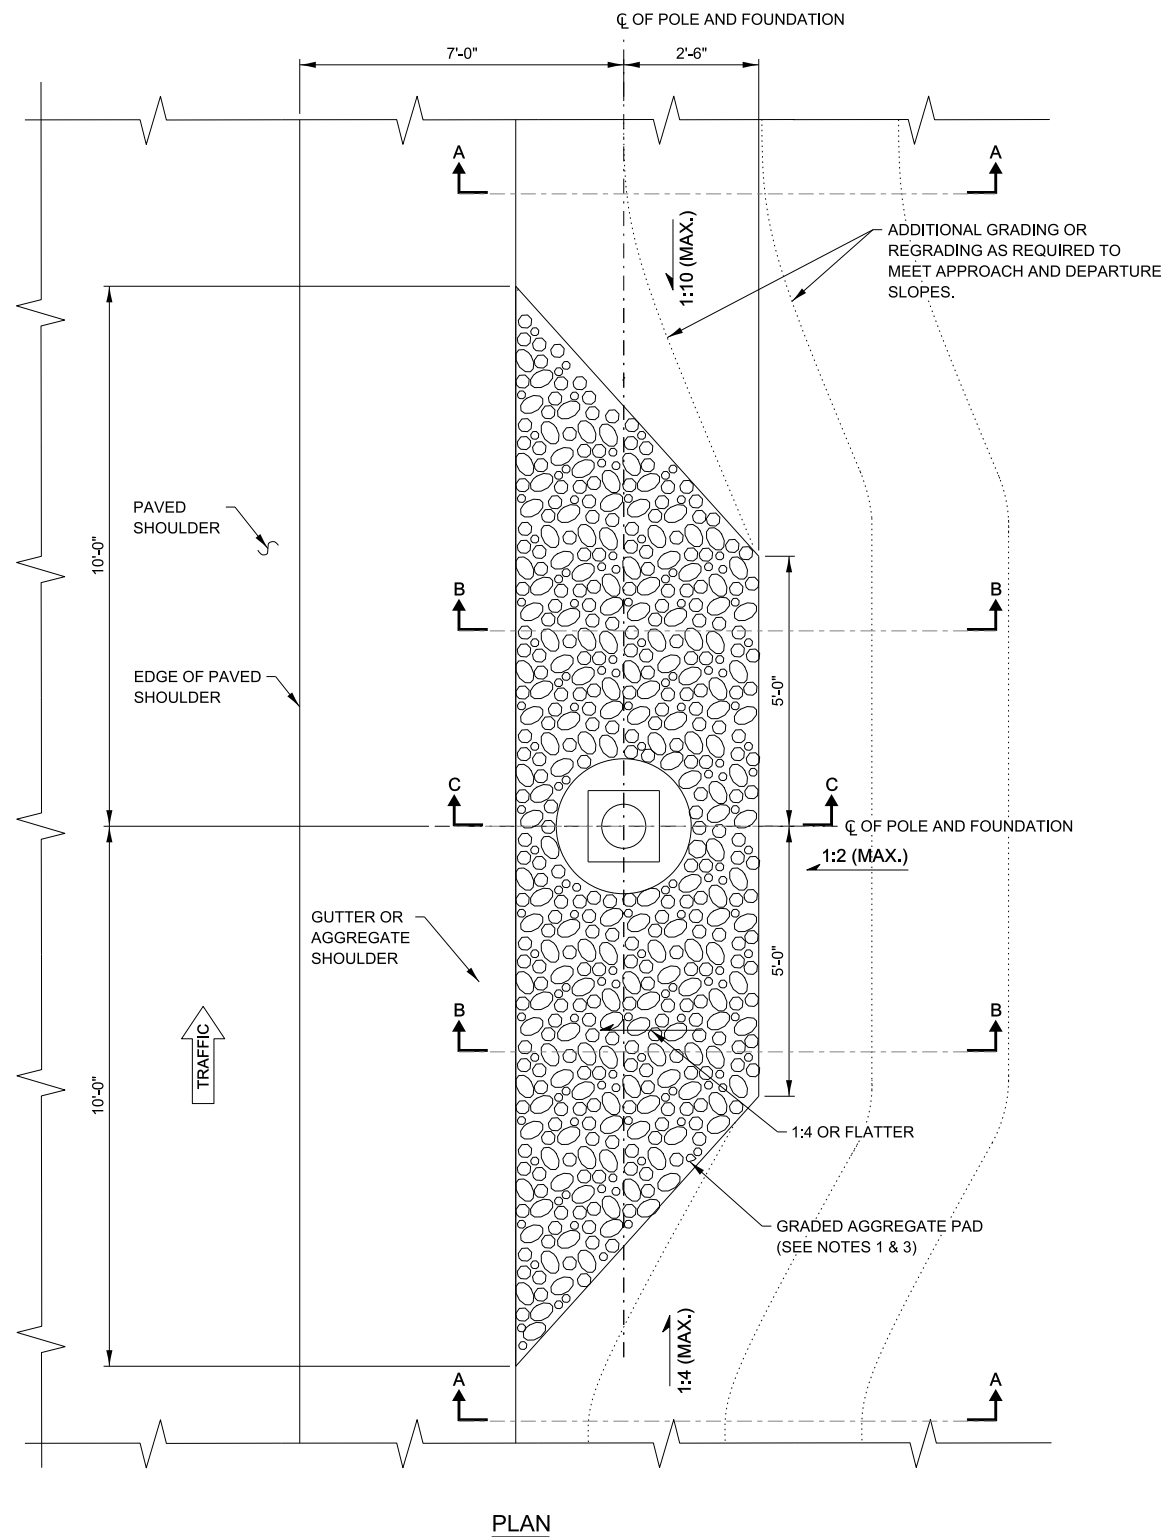 ℄ OF POLE AND FOUNDATION
7'-0"
2'-6"
A
A
1:10 (MAX.)
ADDITIONAL GRADING OR
REGRADING AS REQUIRED TO
MEET APPROACH AND DEPARTURE
SLOPES.
PAVED
SHOULDER
10'-0"
B
B
EDGE OF PAVED
SHOULDER
5'-0"
C
C
℄ OF POLE AND FOUNDATION
1:2 (MAX.)
GUTTER OR
AGGREGATE
SHOULDER
5'-0"
B
B
TRAFFIC
10'-0"
1:4 OR FLATTER
GRADED AGGREGATE PAD
(SEE NOTES 1 & 3)
1:4 (MAX.)
A
A
PLAN